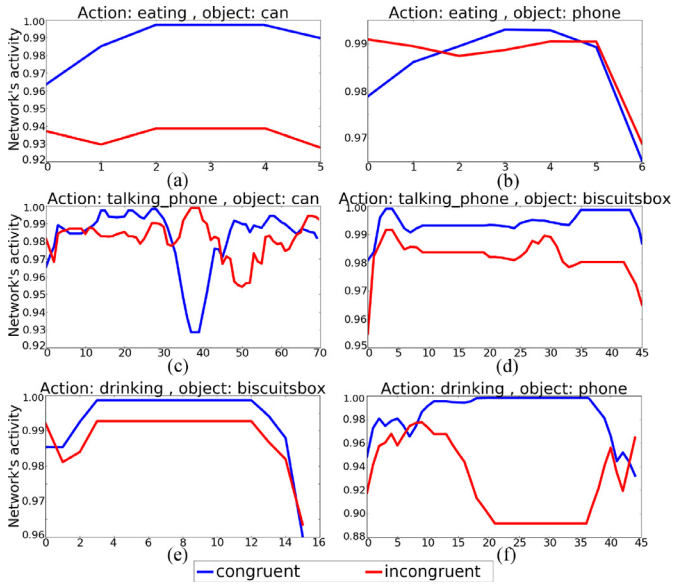 Action: eating , object: can
Action: eating , object: phone
Network's activity
1.00
0.99
0.98
0.97
0.96
0.95
0.94
0.93
0.92
0 1 2 3 4 5
(a)
0.99
0.98
0.97
0 1 2 3 4 5 6
(b)
Action: talking_phone , object: can
Action: talking_phone , object: biscuitsbox
Network's activity
1.00
0.99
0.98
0.97
0.96
0.95
0.94
0.93
0.92
0 10 20 30 40 50 60 70
(c)
1.00
0.99
0.98
0.97
0.96
0.95
0 5 10 15 20 25 30 35 40 45
(d)
Action: drinking , object: biscuitsbox
Action: drinking , object: phone
Network's activity
1.00
0.99
0.98
0.97
0.96
0 2 4 6 8 10 12 14 16
(e)
1.00
0.98
0.96
0.94
0.92
0.90
0.88
0 5 10 15 20 25 30 35 40 45
(f)
congruent incongruent